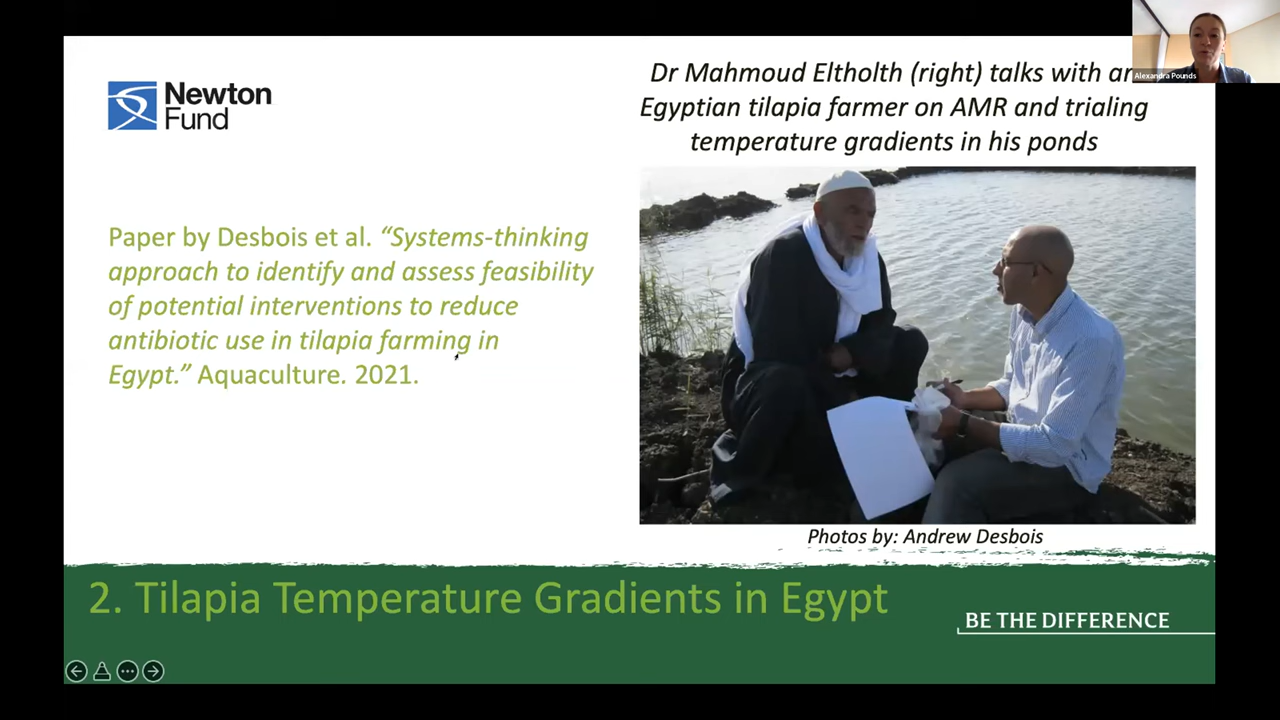 Newton
Fund
Dr Mahmoud Eltholth (right) talks with an
Egyptian tilapia farmer on AMR and trialing
temperature gradients in his ponds
Alexandra Pounds
Paper by Desbois et al. “Systems-thinking
approach to identify and assess feasibility
of potential interventions to reduce
antibiotic use in tilapia farming in
Egypt.” Aquaculture. 2021.
Photos by: Andrew Desbois
2. Tilapia Temperature Gradients in Egypt
BE THE DIFFERENCE